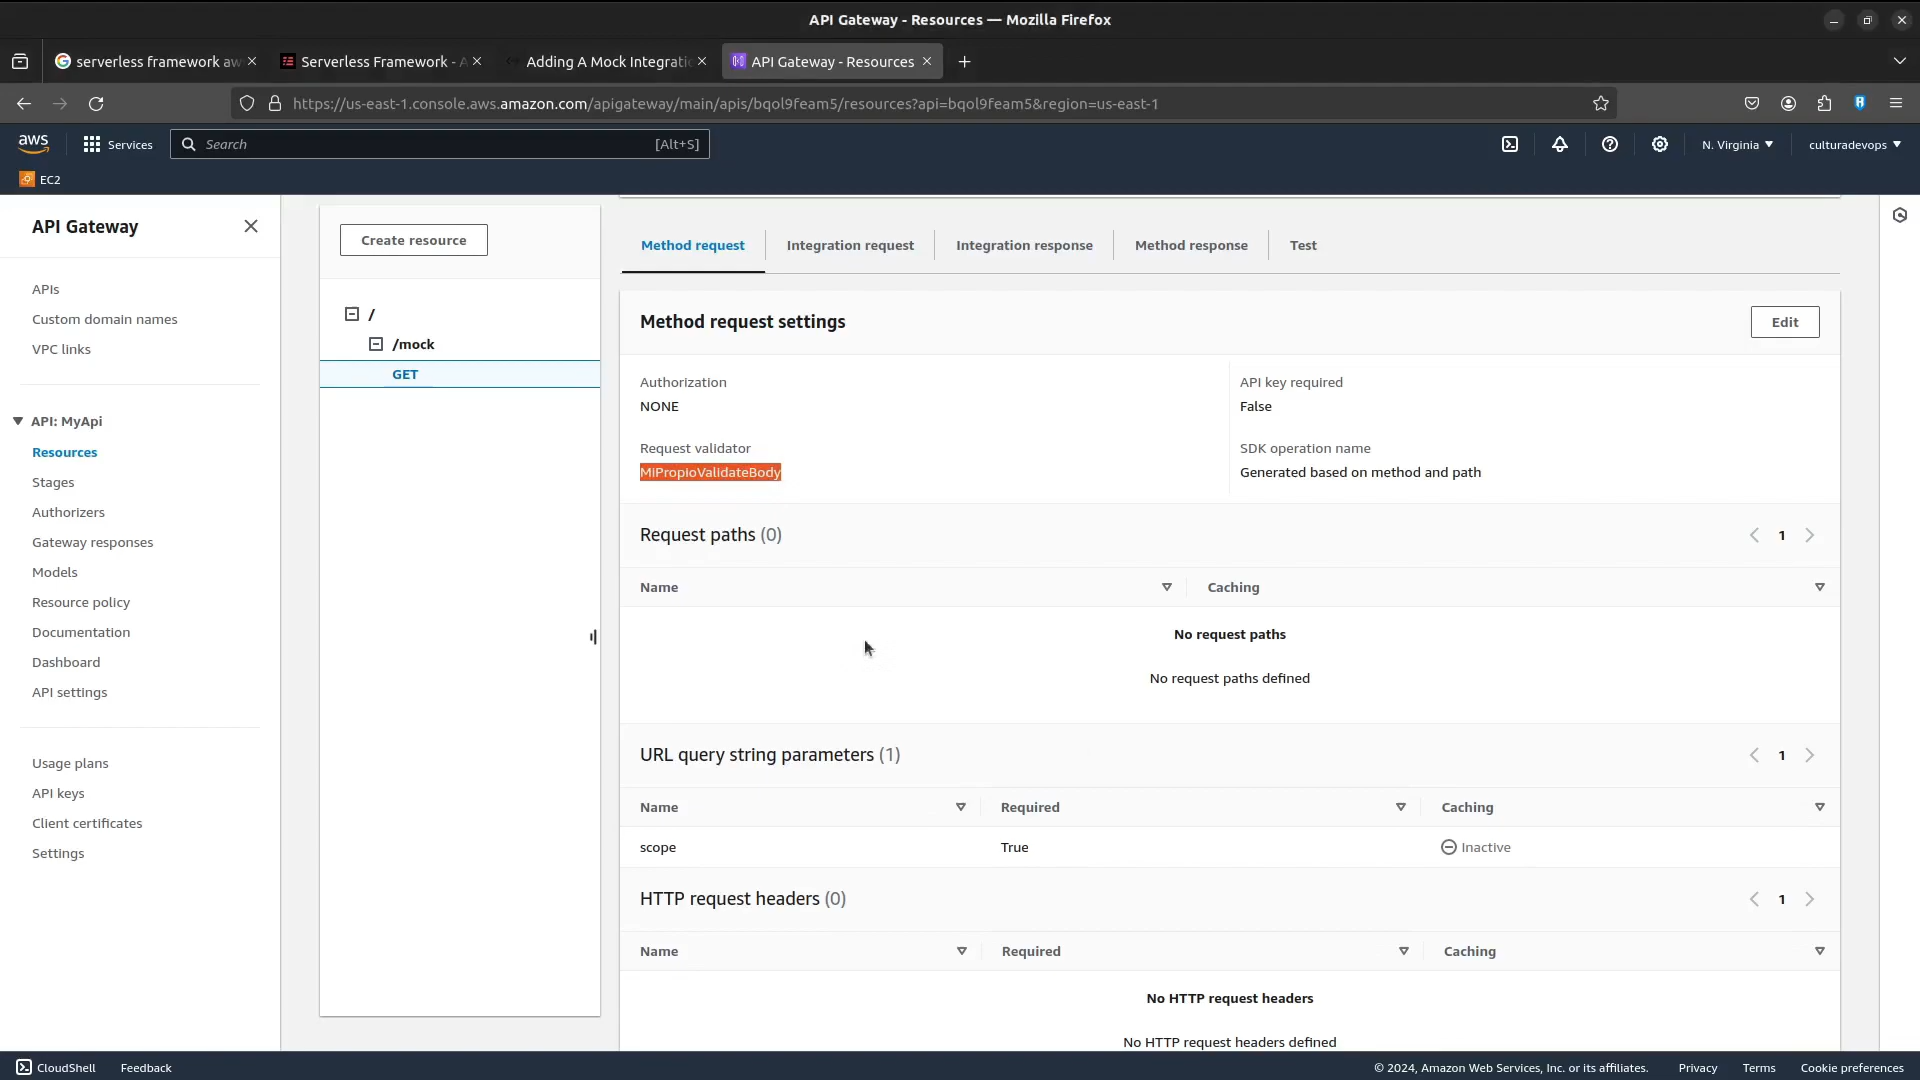 API Gateway - Resources — Mozilla Firefox
serverless framework aw
Serverless Framework - A
Adding A Mock Integrati
API Gateway - Resources
https://us-east-1.console.aws.amazon.com/apigateway/main/apis/bqol9feam5/resources?api=bqol9feam5&region=us-east-1
aws
Services
Search
[Alt+S]
N. Virginia
culturadevops
EC2
API Gateway
APIs
Custom domain names
VPC links
API: MyApi
Resources
Stages
Authorizers
Gateway responses
Models
Resource policy
Documentation
Dashboard
API settings
Usage plans
API keys
Client certificates
Settings
Create resource
/
/mock
GET
Method request
Integration request
Integration response
Method response
Test
Method request settings
Edit
Authorization
NONE
API key required
False
Request validator
MiPropioValidateBody
SDK operation name
Generated based on method and path
Request paths (0)
1
Name
Caching
No request paths
No request paths defined
URL query string parameters (1)
1
Name
Required
Caching
scope
True
Inactive
HTTP request headers (0)
1
Name
Required
Caching
No HTTP request headers
No HTTP request headers defined
CloudShell
Feedback
© 2024, Amazon Web Services, Inc. or its affiliates.
Privacy
Terms
Cookie preferences